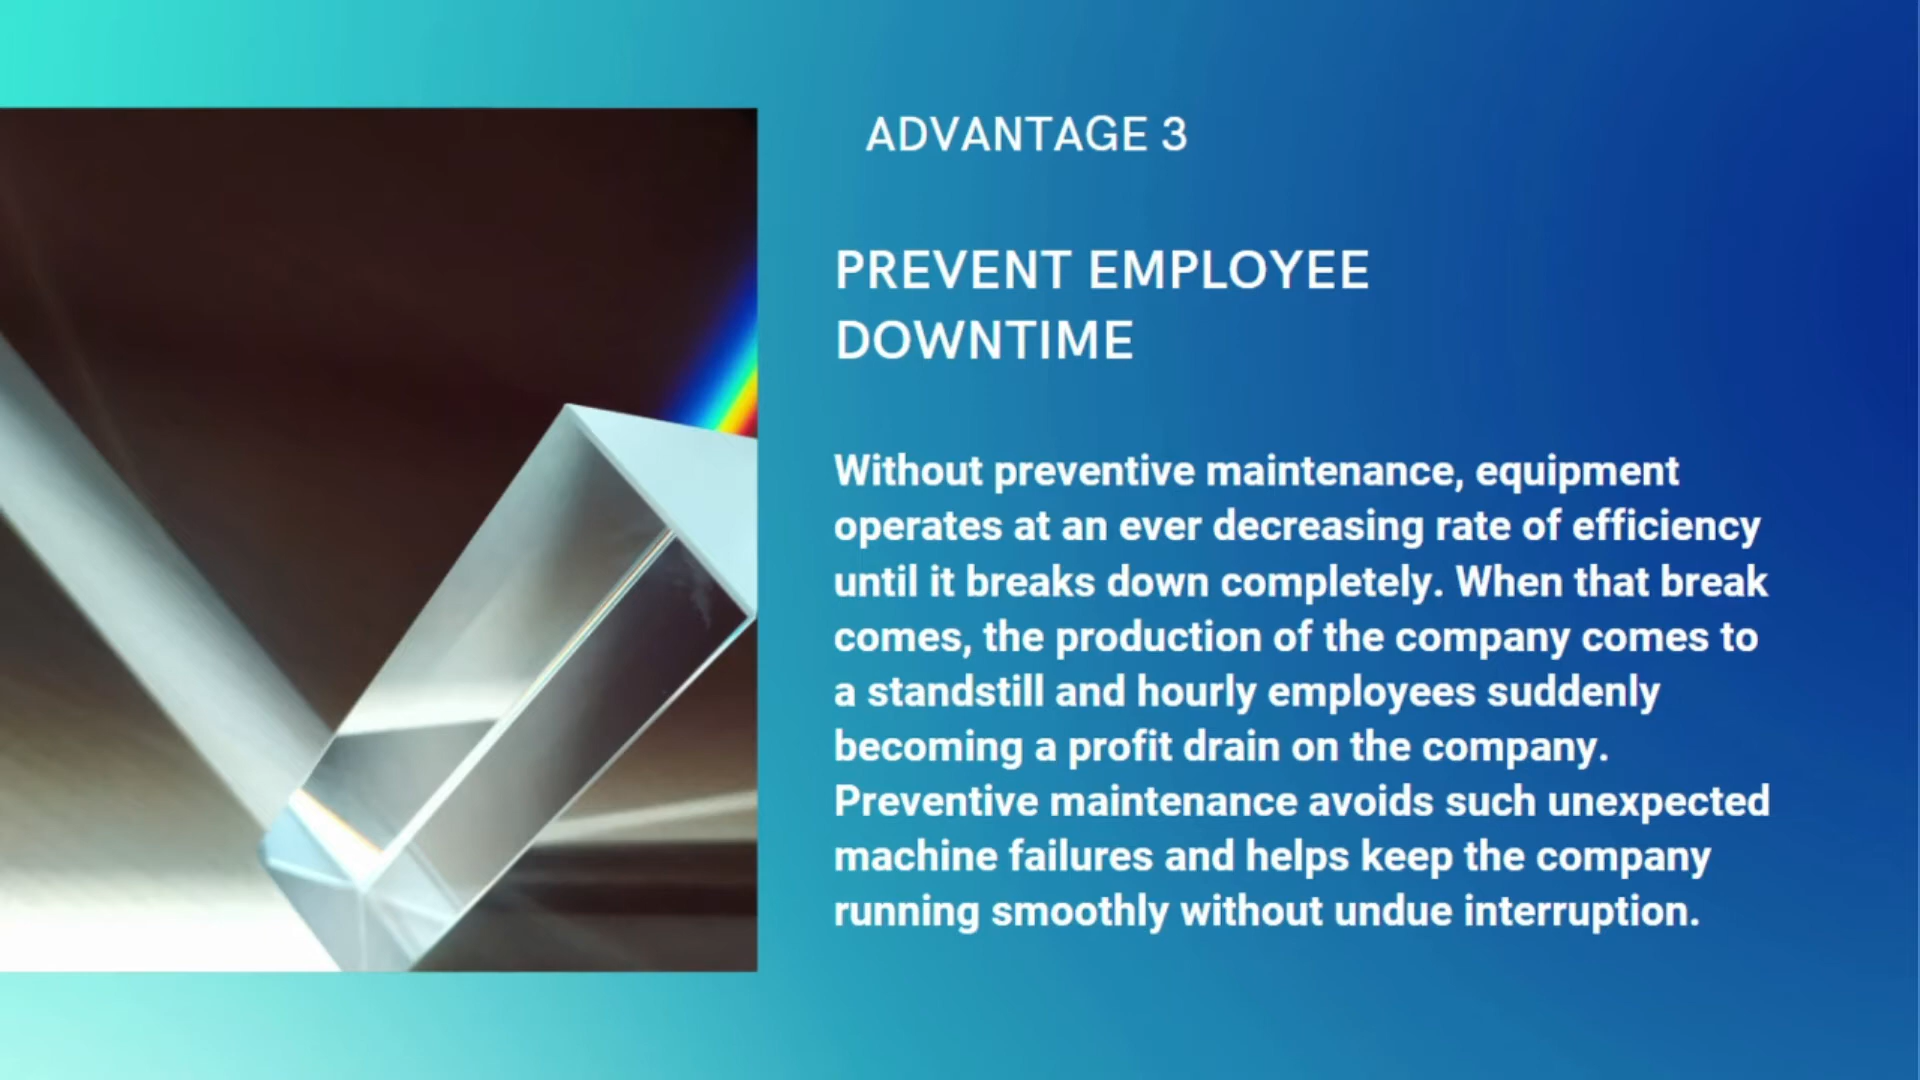 ADVANTAGE 3
PREVENT EMPLOYEE
DOWNTIME
Without preventive maintenance, equipment
operates at an ever decreasing rate of efficiency
until it breaks down completely. When that break
comes, the production of the company comes to
a standstill and hourly employees suddenly
becoming a profit drain on the company.
Preventive maintenance avoids such unexpected
machine failures and helps keep the company
running smoothly without undue interruption.